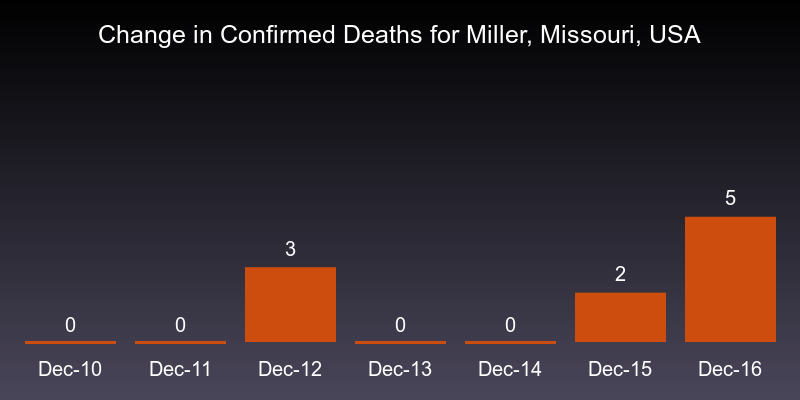 Change in Confirmed Deaths for Miller, Missouri, USA
5
3
2
0 0 0 0
Dec-10 Dec-11 Dec-12 Dec-13 Dec-14 Dec-15 Dec-16